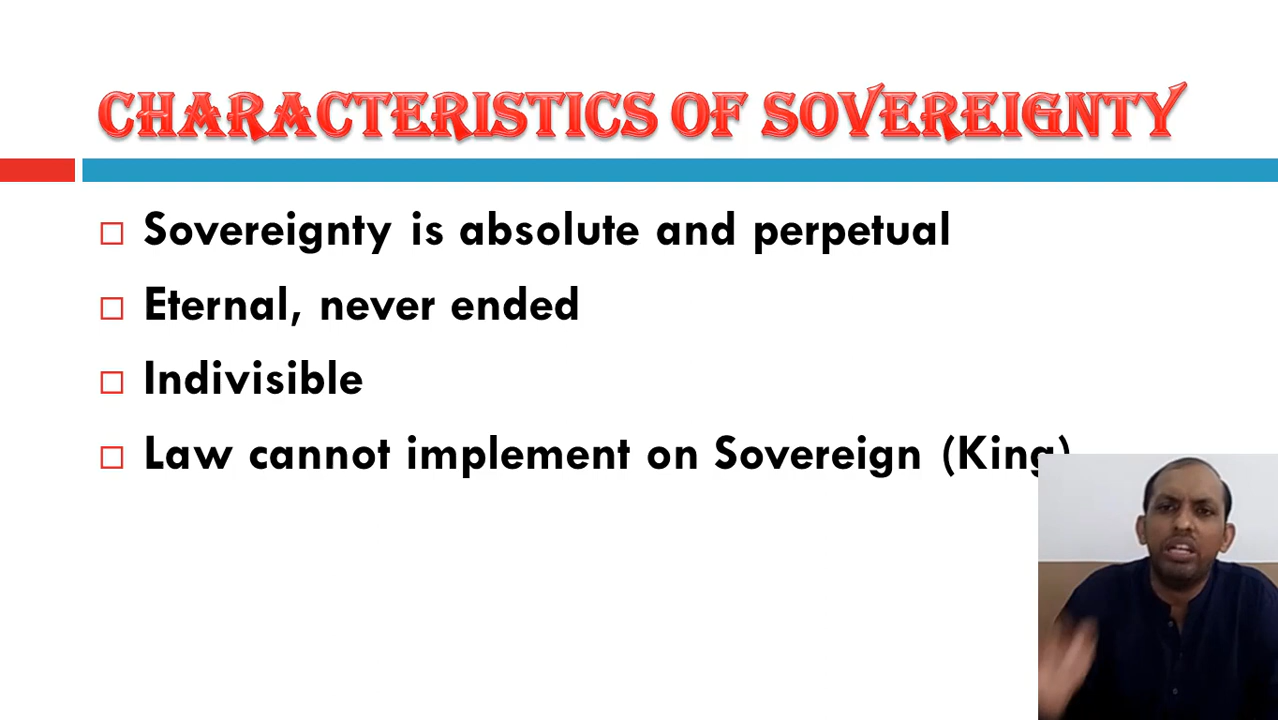 CHARACTERISTICS OF SOVEREIGNTY
Sovereignty is absolute and perpetual
Eternal, never ended
Indivisible
Law cannot implement on Sovereign (King)